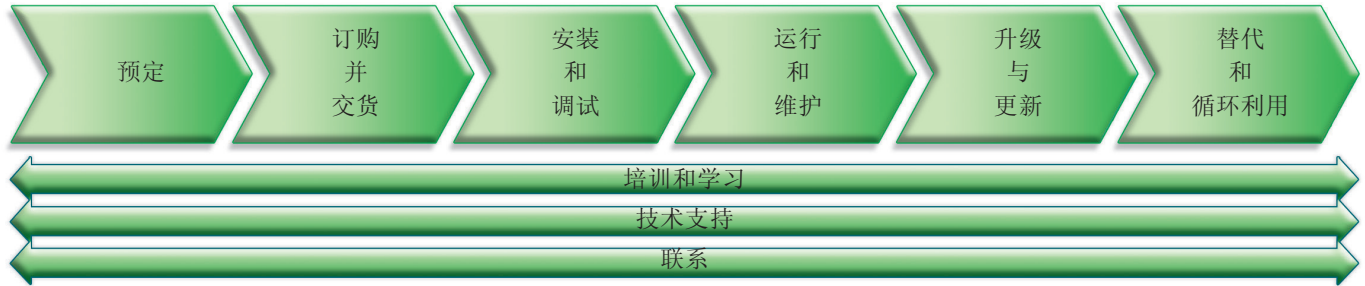 预定
订购
并
交货
安装
和
调试
运行
和
维护
升级
与
更新
替代
和
循环利用
培训和学习
技术支持
联系